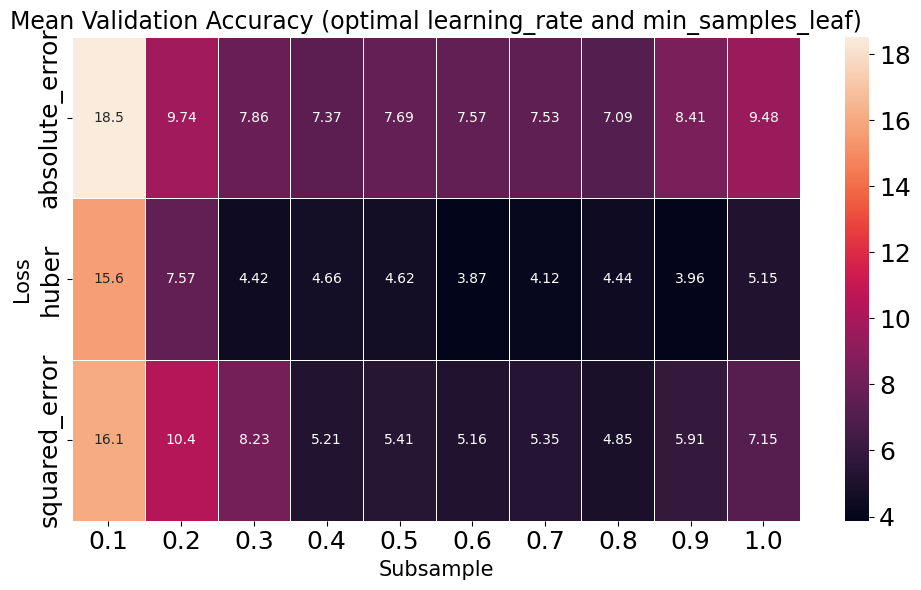 Mean Validation Accuracy (optimal learning_rate and min_samples_leaf)
absolute_error
18.5 9.74 7.86 7.37 7.69 7.57 7.53 7.09 8.41 9.48
Loss
huber
15.6 7.57 4.42 4.66 4.62 3.87 4.12 4.44 3.96 5.15
squared_error
16.1 10.4 8.23 5.21 5.41 5.16 5.35 4.85 5.91 7.15
0.1 0.2 0.3 0.4 0.5 0.6 0.7 0.8 0.9 1.0
Subsample
18
16
14
12
10
8
6
4